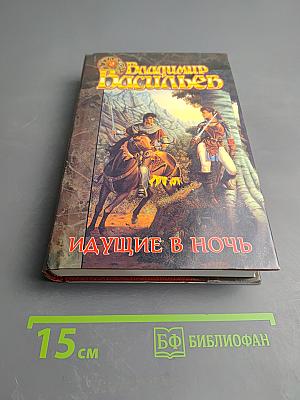 Владимир
Васильев
ИДУЩИЕ В НОЧЬ
15 см
БФ БИБЛИОФАН